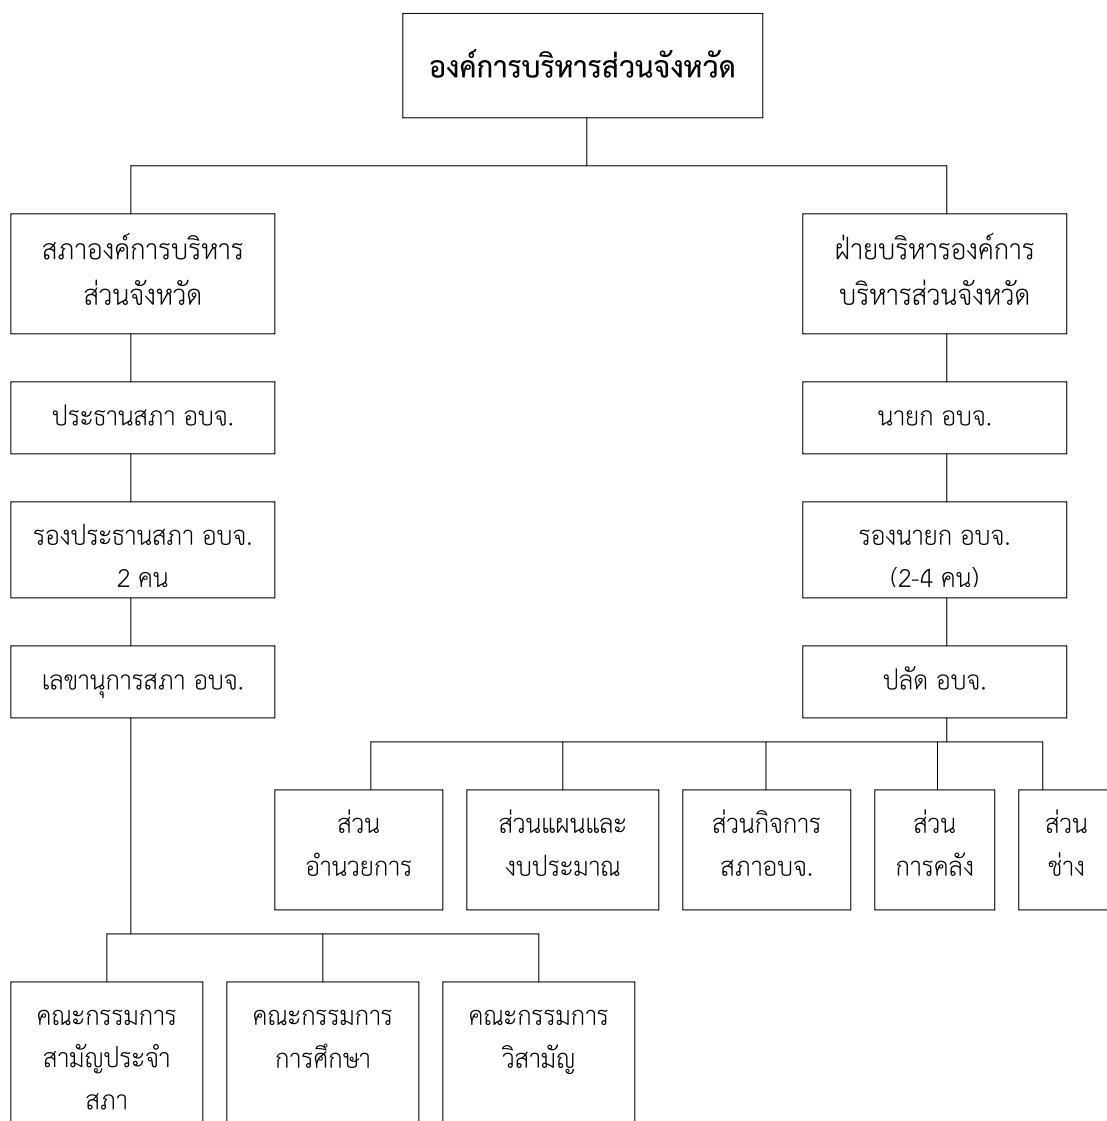 องค์การบริหารส่วนจังหวัด
สภาองค์การบริหาร
ส่วนจังหวัด
ฝ่ายบริหารองค์การ
บริหารส่วนจังหวัด
ประธานสภา อบจ.
นายก อบจ.
รองประธานสภา อบจ.
2 คน
รองนายก อบจ.
(2-4 คน)
เลขานุการสภา อบจ.
ปลัด อบจ.
ส่วน
อำนวยการ
ส่วนแผนและ
งบประมาณ
ส่วนกิจการ
สภาอบจ.
ส่วน
การคลัง
ส่วน
ช่าง
คณะกรรมการ
สามัญประจำ
สภา
คณะกรรมการ
การศึกษา
คณะกรรมการ
วิสามัญ